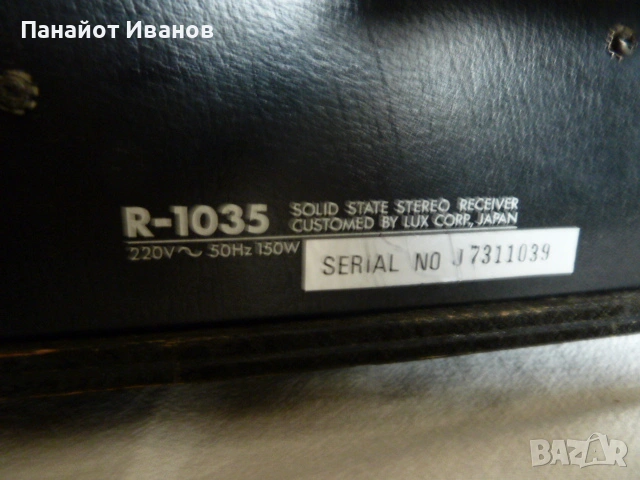 Панайот Иванов
R-1035 SOLID STATE STEREO RECEIVER
CUSTOMED BY LUX CORP., JAPAN
220V~ 50Hz 150W
SERIAL NO J7311039
BAZAR